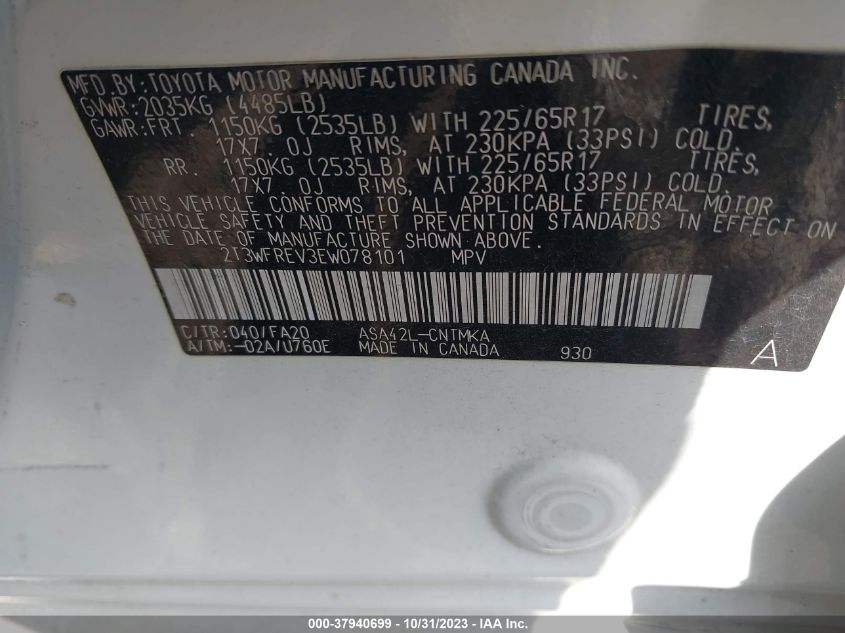 MFD.BY:TOYOTA MOTOR MANUFACTURING CANADA INC.
GVWR:2035KG (4485LB)
GAWR:FRT. 1150KG (2535LB) WITH 225/65R17 TIRES,
17X7.0J RIMS, AT 230KPA (33PSI) COLD.
RR. 1150KG (2535LB) WITH 225/65R17 TIRES,
17X7.0J RIMS, AT 230KPA (33PSI) COLD.
THIS VEHICLE CONFORMS TO ALL APPLICABLE FEDERAL MOTOR
VEHICLE SAFETY AND THEFT PREVENTION STANDARDS IN EFFECT ON
THE DATE OF MANUFACTURE SHOWN ABOVE.
2T3WFREV3EW078101 MPV
C/TR:040/FA20 ASA42L-CNTMKA
A/TM:-02A/U760E MADE IN CANADA 930 A
000-37940699 - 10/31/2023 - IAA Inc.